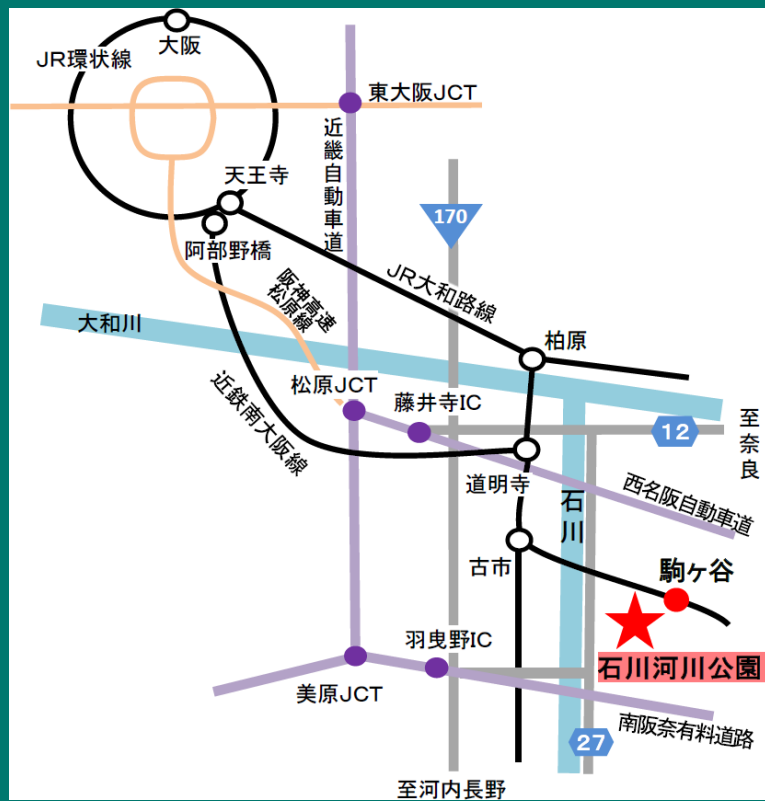 大阪
JR環状線
東大阪JCT
近畿自動車道
天王寺
170
阿部野橋
JR大和路線
阪神高速
松原線
大和川
柏原
松原JCT
藤井寺IC
至奈良
12
近鉄南大阪線
道明寺
西名阪自動車道
石川
古市
駒ヶ谷
羽曳野IC
石川河川公園
美原JCT
南阪奈有料道路
27
至河内長野